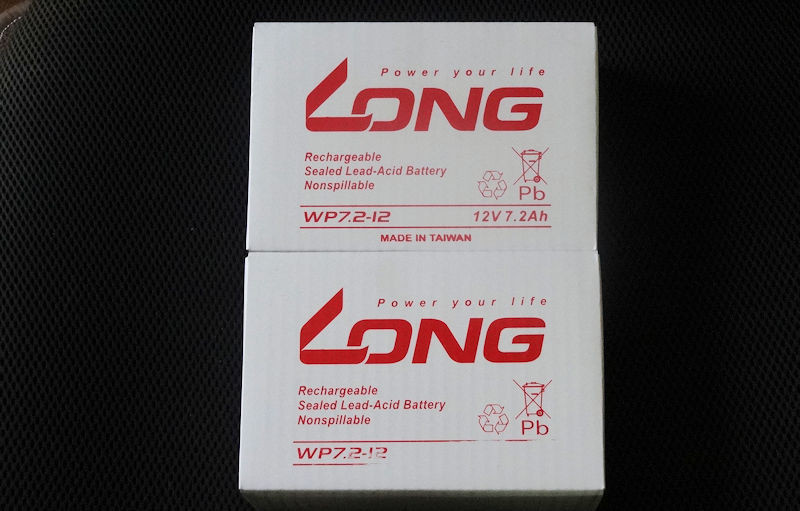 Power your life
LONG
Rechargeable
Sealed Lead-Acid Battery
Nonspillable
Pb
WP7.2-12 12V 7.2Ah
MADE IN TAIWAN
Power your life
LONG
Rechargeable
Sealed Lead-Acid Battery
Nonspillable
Pb
WP7.2-12